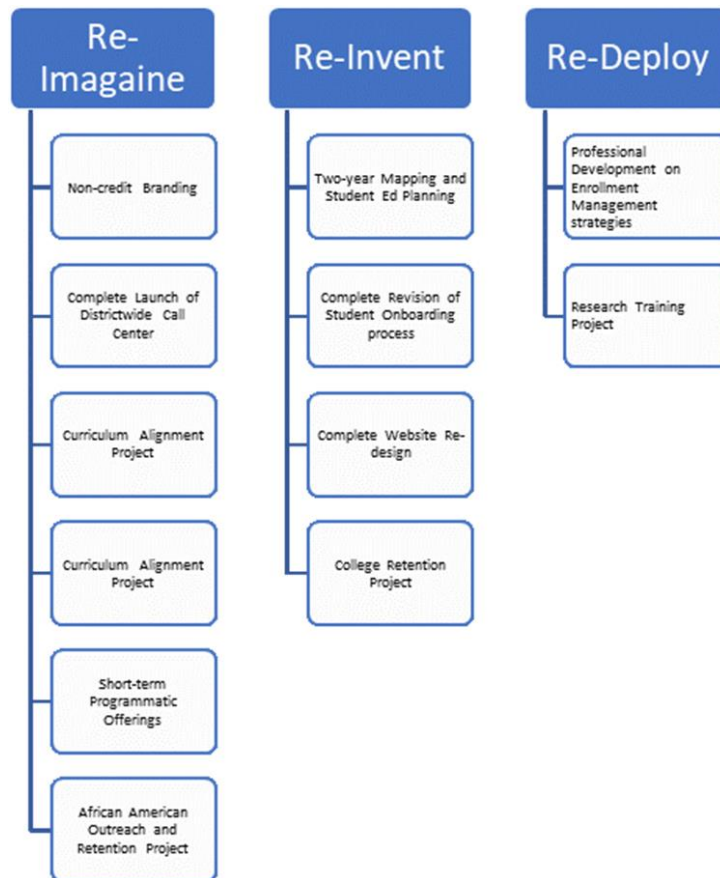 Re-
Imagaine
Non-credit Branding
Complete Launch of
Districtwide Call
Center
Curriculum Alignment
Project
Curriculum Alignment
Project
Short-term
Programmatic
Offerings
African American
Outreach and
Retention Project
Re-Invent
Two-year Mapping and
Student Ed Planning
Complete Revision of
Student Onboarding
process
Complete Website Re-
design
College Retention
Project
Re-Deploy
Professional
Development on
Enrollment
Management
strategies
Research Training
Project